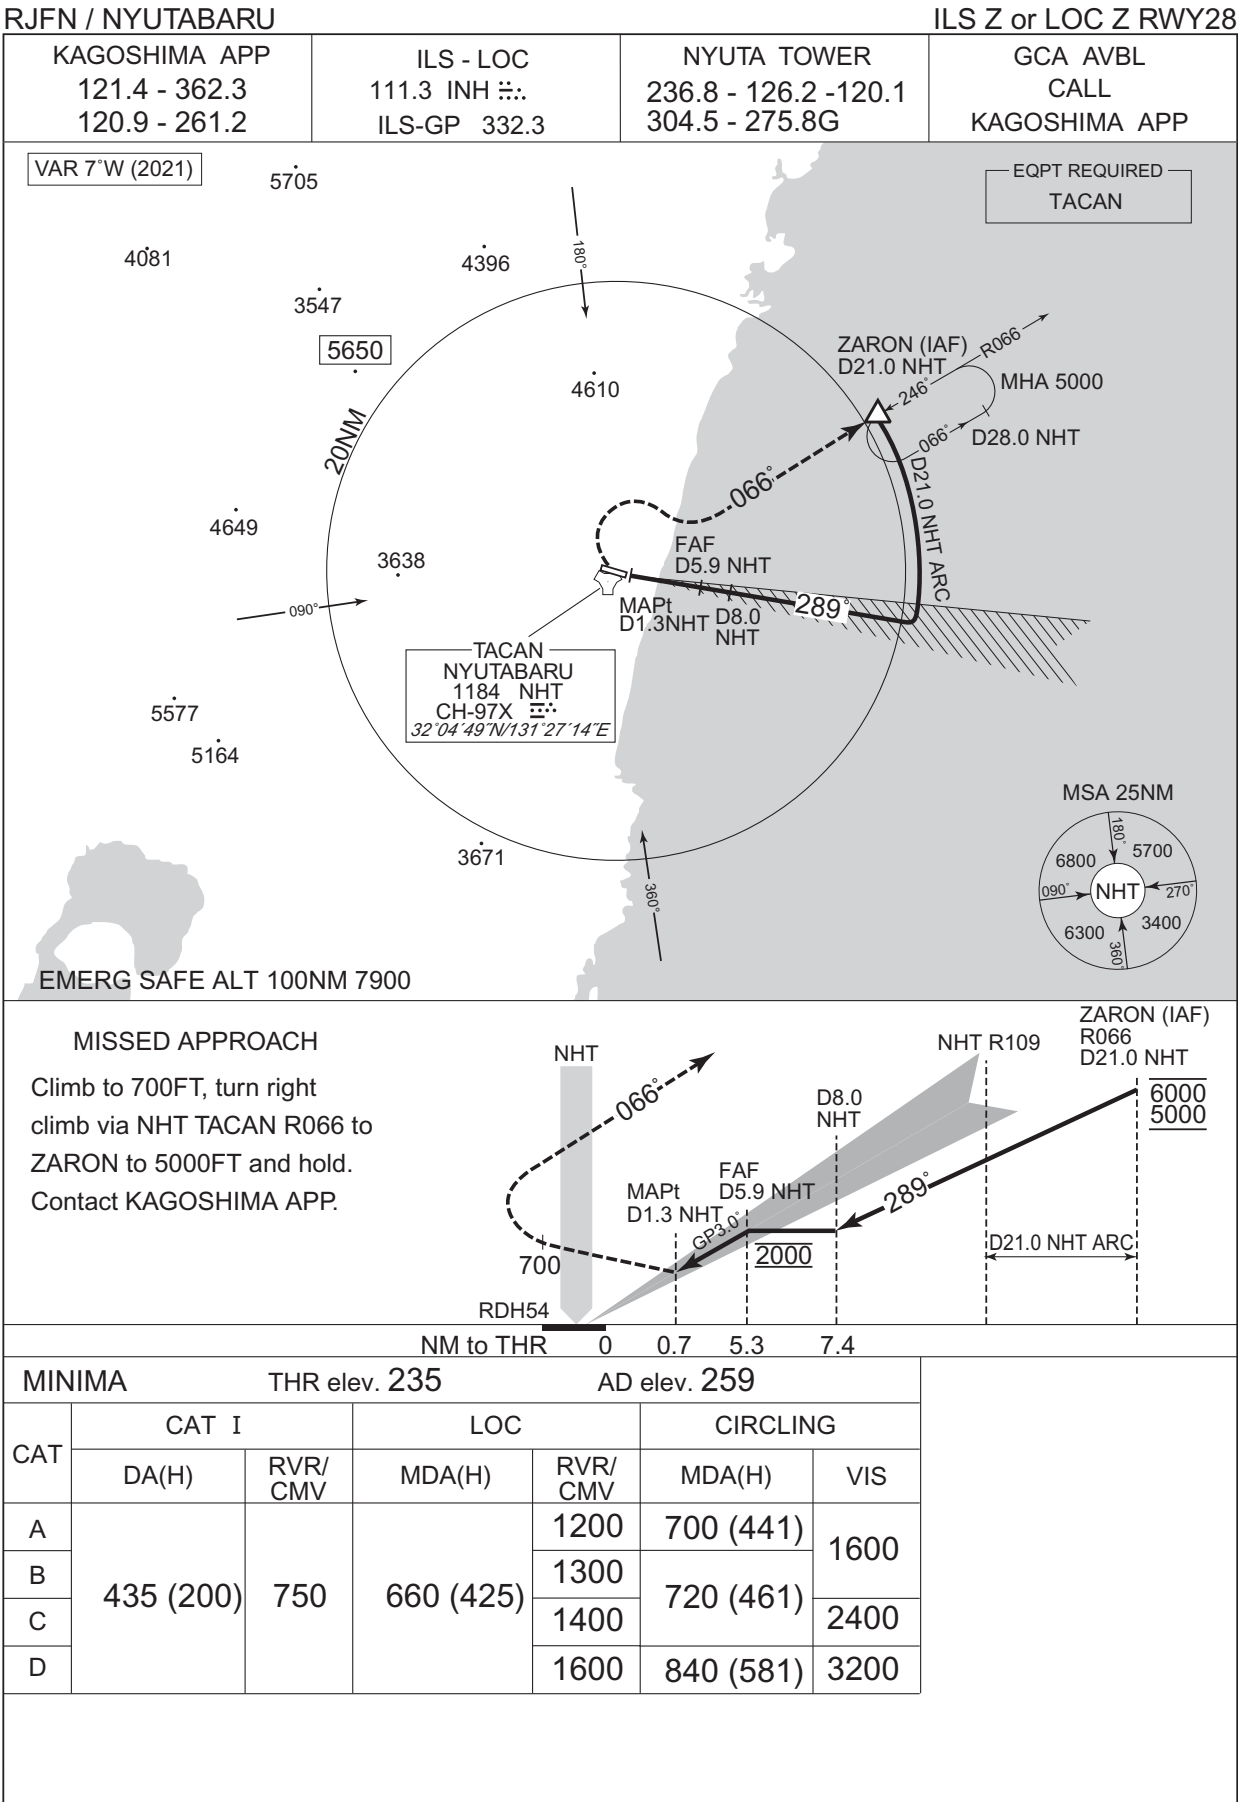 RJFN / NYUTABARU
ILS Z or LOC Z RWY28
KAGOSHIMA APP
121.4 - 362.3
120.9 - 261.2
ILS - LOC
111.3 INH
ILS-GP 332.3
NYUTA TOWER
236.8 - 126.2 -120.1
304.5 - 275.8G
GCA AVBL
CALL
KAGOSHIMA APP
VAR 7°W (2021)
EQPT REQUIRED
TACAN
5705
4081
4396
3547
5650
4610
180°
20NM
ZARON (IAF)
D21.0 NHT
R066
246°
MHA 5000
066°
D28.0 NHT
D21.0 NHT ARC
066°
4649
3638
090°
FAF
D5.9 NHT
MAPt
D1.3NHT
D8.0
NHT
289°
TACAN
NYUTABARU
1184 NHT
CH-97X
32°04′49″N/131°27′14″E
5577
5164
3671
360°
MSA 25NM
180°
6800
5700
090°
NHT
270°
6300
3400
360°
EMERG SAFE ALT 100NM 7900
MISSED APPROACH
Climb to 700FT, turn right
climb via NHT TACAN R066 to
ZARON to 5000FT and hold.
Contact KAGOSHIMA APP.
NHT
066°
700
RDH54
MAPt
D1.3 NHT
GP3.0°
FAF
D5.9 NHT
D8.0
NHT
2000
289°
NHT R109
D21.0 NHT ARC
ZARON (IAF)
R066
D21.0 NHT
6000
5000
NM to THR 0 0.7 5.3 7.4
MINIMA THR elev. 235 AD elev. 259
CAT
CAT I
LOC
CIRCLING
DA(H)
RVR/
CMV
MDA(H)
RVR/
CMV
MDA(H)
VIS
A
1200
700 (441)
1600
B
1300
435 (200)
750
660 (425)
720 (461)
C
1400
2400
D
1600
840 (581)
3200